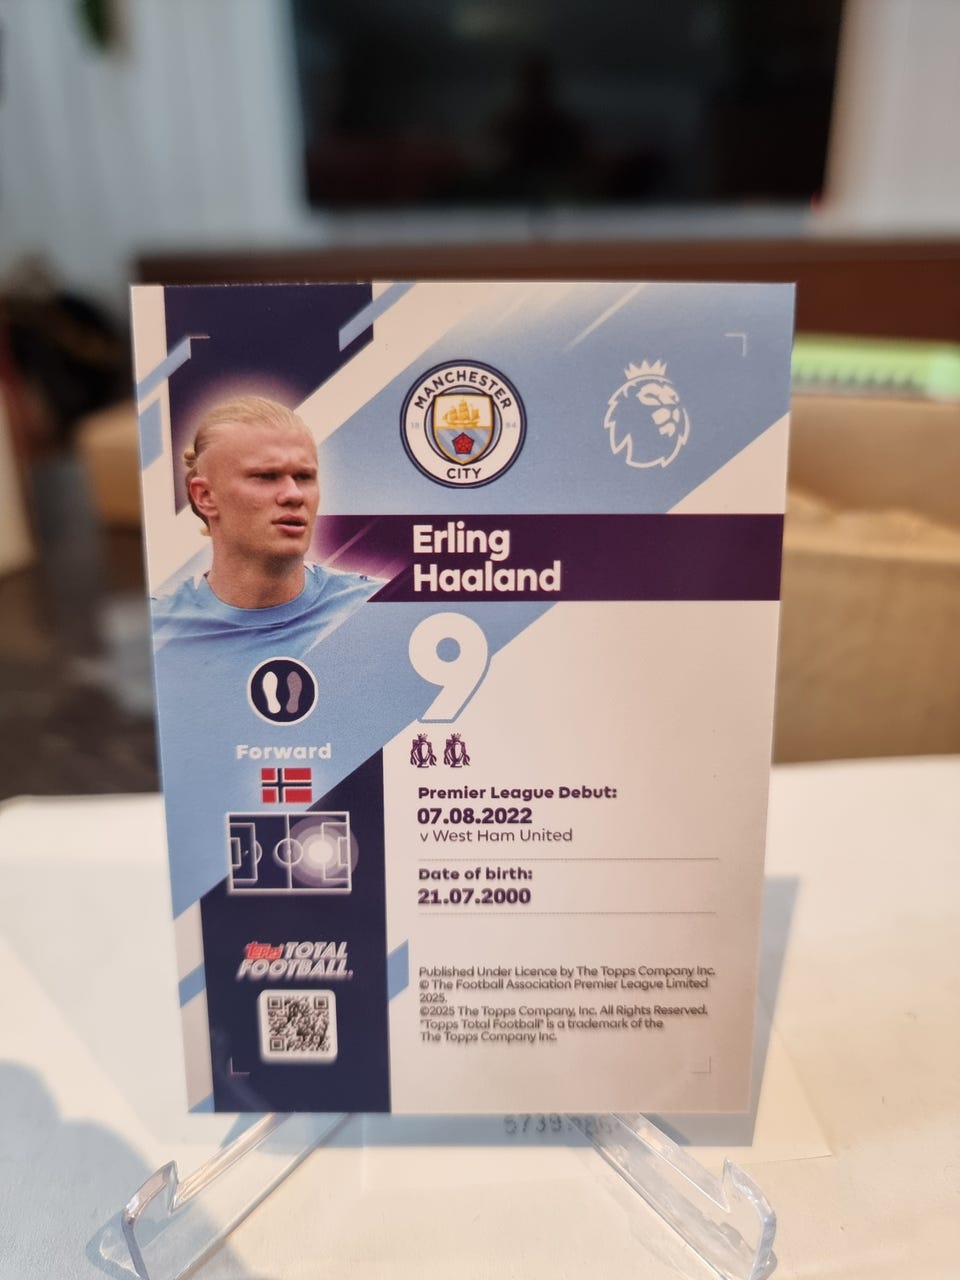 MANCHESTER
18 94
CITY
Erling
Haaland
9
Forward
Premier League Debut:
07.08.2022
v West Ham United
Date of birth:
21.07.2000
Topps TOTAL
FOOTBALL.
Published Under Licence by The Topps Company Inc.
© The Football Association Premier League Limited
2025.
©2025 The Topps Company, Inc. All Rights Reserved.
"Topps Total Football" is a trademark of the
The Topps Company Inc.